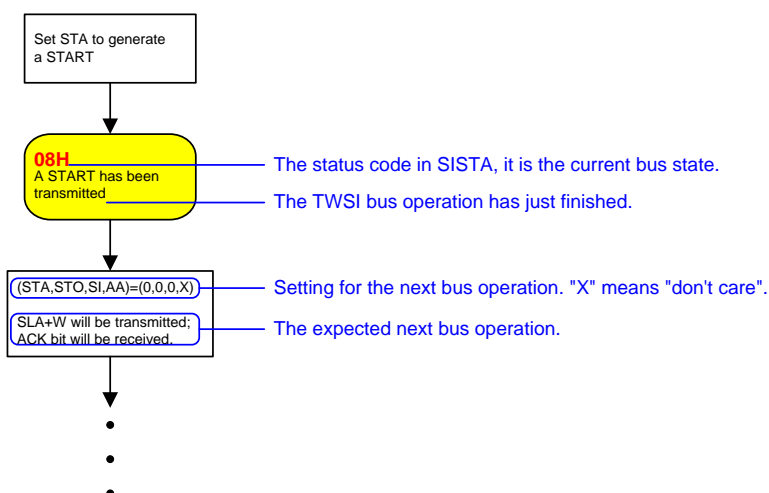 Set STA to generate
a START
08H
A START has been
transmitted
The status code in SISTA, it is the current bus state.
The TWSI bus operation has just finished.
(STA,STO,SI,AA)=(0,0,0,X)
Setting for the next bus operation. "X" means "don't care".
SLA+W will be transmitted;
ACK bit will be received.
The expected next bus operation.